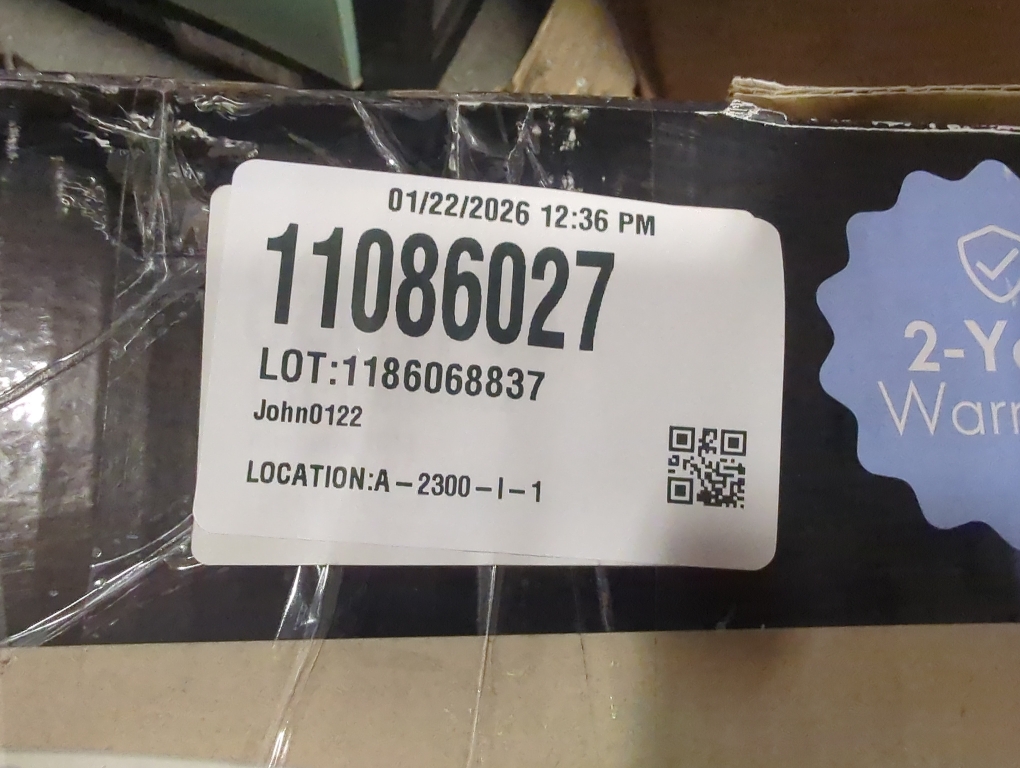 01/22/2026 12:36 PM
11086027
LOT:1186068837
John0122
LOCATION:A-2300-I-1
2-Ye
Warr